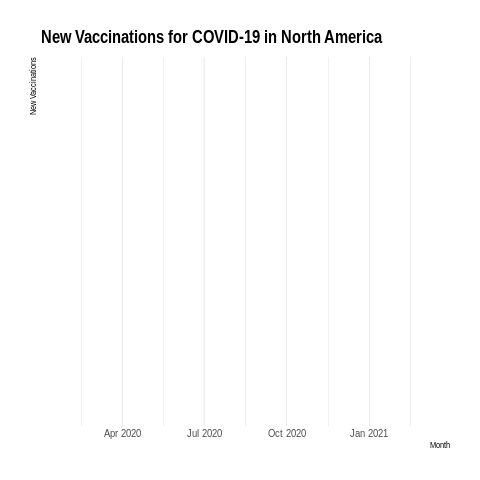 New Vaccinations for COVID-19 in North America
New Vaccinations
Apr 2020 Jul 2020 Oct 2020 Jan 2021
Month